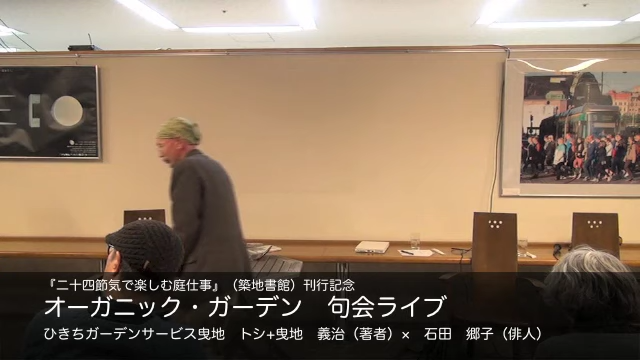 『二十四節気で楽しむ庭仕事』（築地書館）刊行記念
オーガニック・ガーデン　句会ライブ
ひきちガーデンサービス曳地　トシ+曳地　義治（著者）×　石田　郷子（俳人）